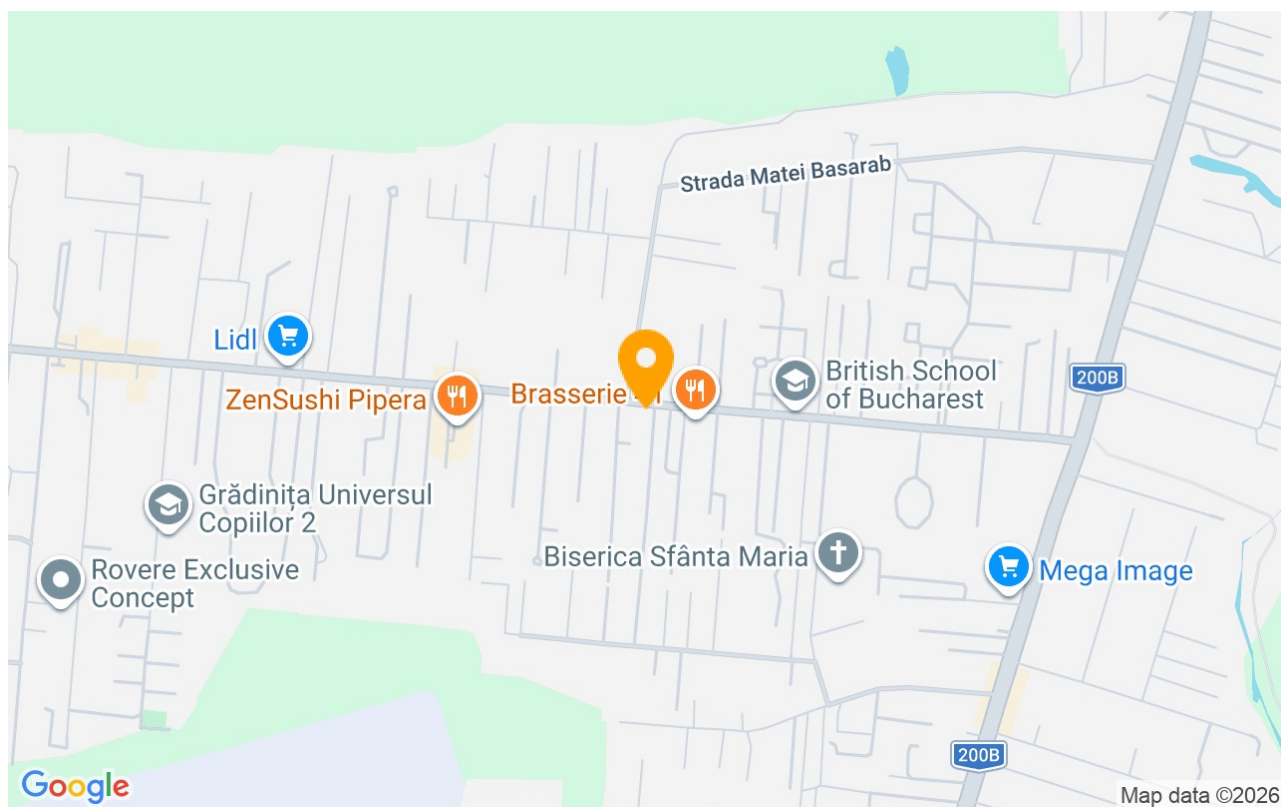 Strada Matei Basarab
Lidl
200B
British School
of Bucharest
ZenSushi Pipera
Brasserie
Grădinița Universul
Copiilor 2
Biserica Sfânta Maria
Rovere Exclusive
Concept
Mega Image
200B
Google
Map data ©2026